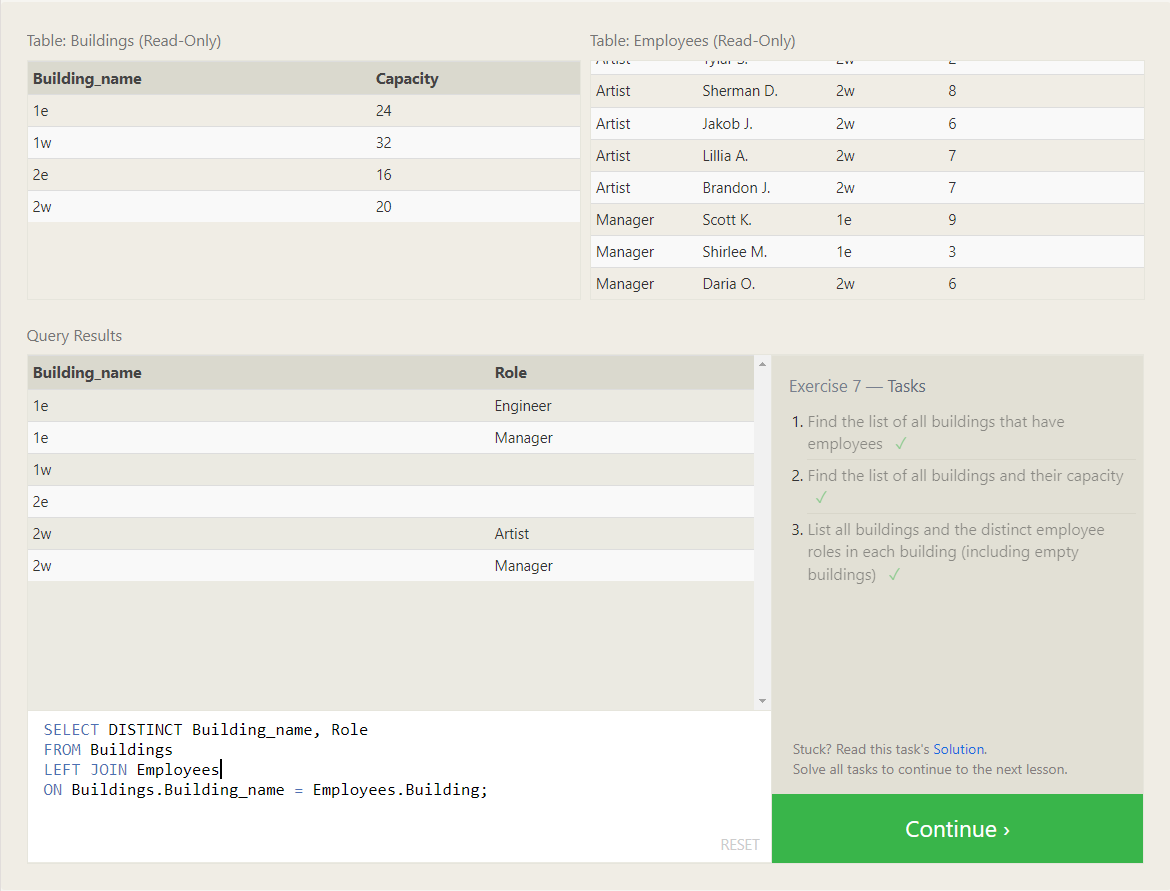 Table: Buildings (Read-Only)
Building_name Capacity
1e 24
1w 32
2e 16
2w 20
Table: Employees (Read-Only)
Artist Tylar S. 2w 2
Artist Sherman D. 2w 8
Artist Jakob J. 2w 6
Artist Lillia A. 2w 7
Artist Brandon J. 2w 7
Manager Scott K. 1e 9
Manager Shirlee M. 1e 3
Manager Daria O. 2w 6
Query Results
Building_name Role
1e Engineer
1e Manager
1w
2e
2w Artist
2w Manager
SELECT DISTINCT Building_name, Role
FROM Buildings
LEFT JOIN Employees
ON Buildings.Building_name = Employees.Building;
RESET
Exercise 7 — Tasks
1. Find the list of all buildings that have
employees ✓
2. Find the list of all buildings and their capacity
✓
3. List all buildings and the distinct employee
roles in each building (including empty
buildings) ✓
Stuck? Read this task's Solution.
Solve all tasks to continue to the next lesson.
Continue ›